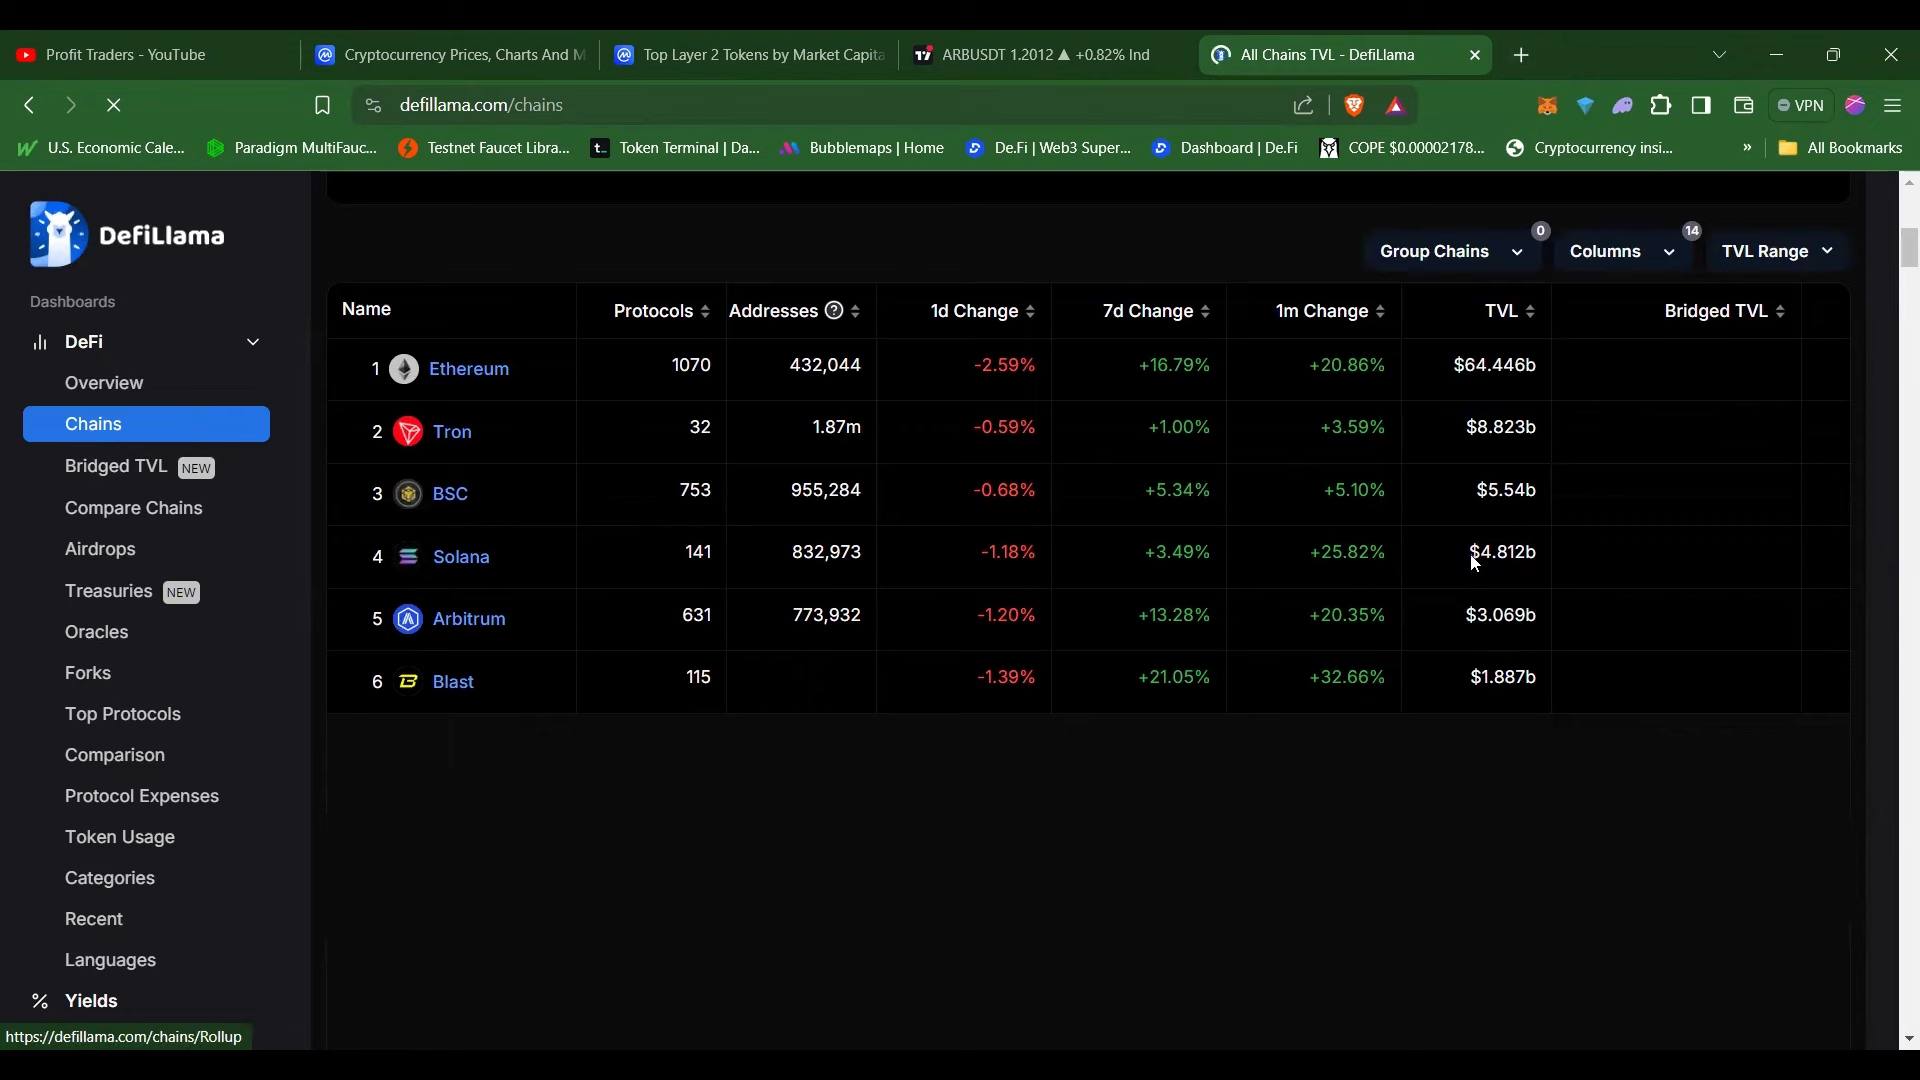 Profit Traders - YouTube
Cryptocurrency Prices, Charts And M
Top Layer 2 Tokens by Market Capita
ARBUSDT 1.2012 ▲ +0.82% Ind
All Chains TVL - DefiLlama
defillama.com/chains
VPN
U.S. Economic Cale...
Paradigm MultiFauc...
Testnet Faucet Libra...
Token Terminal | Da...
Bubblemaps | Home
De.Fi | Web3 Super...
Dashboard | De.Fi
COPE $0.00002178...
Cryptocurrency insi...
»
All Bookmarks
DefiLlama
Dashboards
DeFi
Overview
Chains
Bridged TVL NEW
Compare Chains
Airdrops
Treasuries NEW
Oracles
Forks
Top Protocols
Comparison
Protocol Expenses
Token Usage
Categories
Recent
Languages
Yields
https://defillama.com/chains/Rollup
Group Chains 0 Columns 14 TVL Range
Name Protocols Addresses 1d Change 7d Change 1m Change TVL Bridged TVL
1 Ethereum 1070 432,044 -2.59% +16.79% +20.86% $64.446b
2 Tron 32 1.87m -0.59% +1.00% +3.59% $8.823b
3 BSC 753 955,284 -0.68% +5.34% +5.10% $5.54b
4 Solana 141 832,973 -1.18% +3.49% +25.82% $4.812b
5 Arbitrum 631 773,932 -1.20% +13.28% +20.35% $3.069b
6 Blast 115 -1.39% +21.05% +32.66% $1.887b